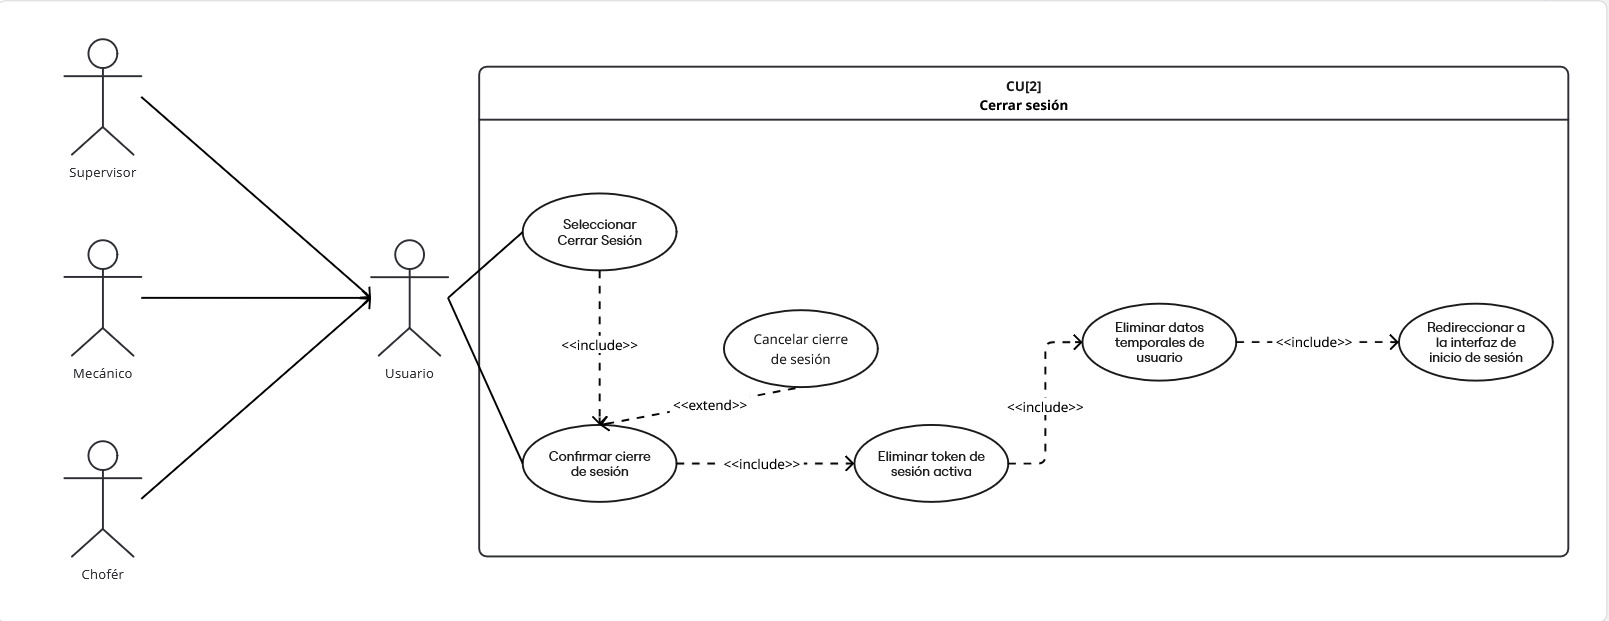 CU[2]
Cerrar sesión
Supervisor
Seleccionar
Cerrar Sesión
Mecánico
Usuario
<<include>>
Cancelar cierre
de sesión
<<extend>>
Confirmar cierre
de sesión
<<include>>
Eliminar token de
sesión activa
<<include>>
Eliminar datos
temporales de
usuario
<<include>>
Redireccionar a
la interfaz de
inicio de sesión
Chofér